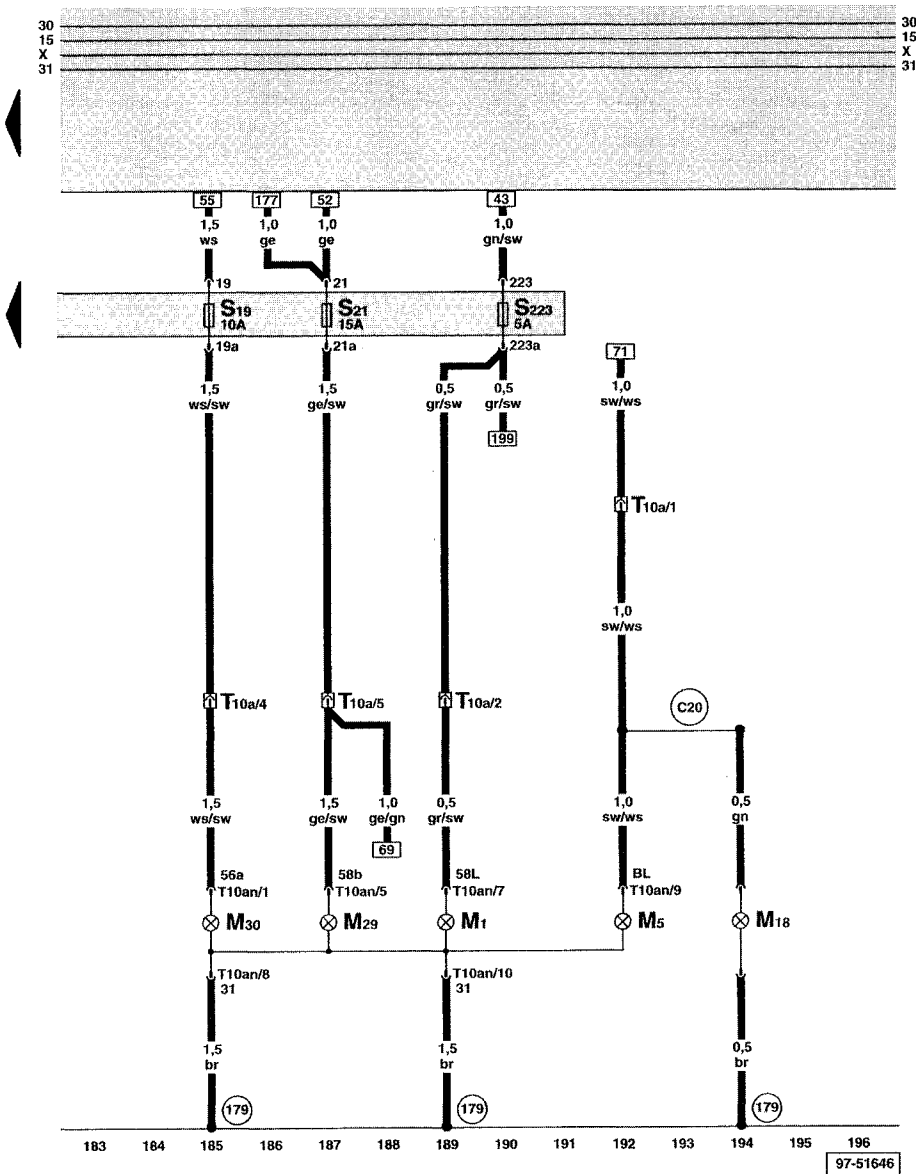 30 30
15 15
X X
31 31
55 177 52 43
1,5 1,0 1,0 1,0
ws ge ge gn/sw
19 21 223
S19 S21 S223
10A 15A 5A
19a 21a 223a
71
1,5 1,5 0,5 0,5 1,0
ws/sw ge/sw gr/sw gr/sw sw/ws
199
T10a/1
1,0
sw/ws
T10a/4 T10a/5 T10a/2
C20
1,5 1,5 1,0 0,5 1,0 0,5
ws/sw ge/sw ge/gn gr/sw sw/ws gn
69
56a 58b 58L BL
T10an/1 T10an/5 T10an/7 T10an/9
M30 M29 M1 M5 M18
T10an/8 T10an/10
31 31
1,5 1,5 0,5
br br br
179 179 179
183 184 185 186 187 188 189 190 191 192 193 194 195 196
97-51646